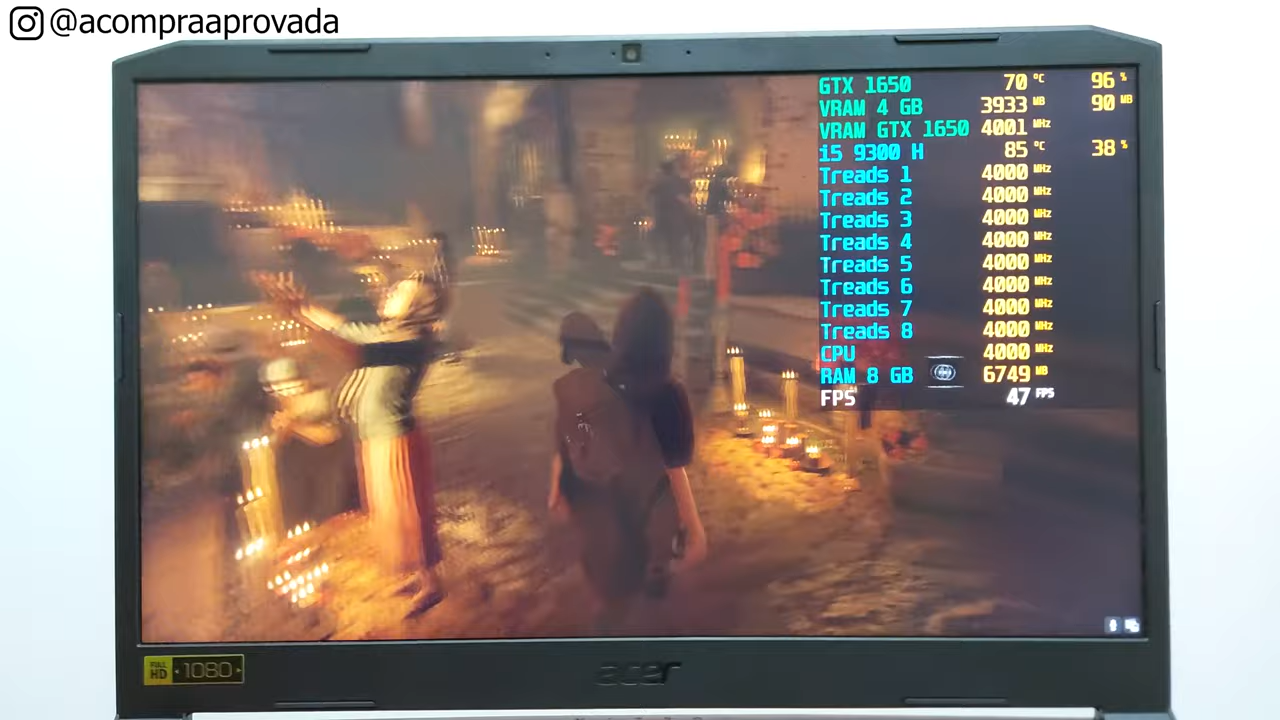 @acompraaprovada
GTX 1650 70 °C 96 %
VRAM 4 GB 3933 MB 90 MB
VRAM GTX 1650 4001 MHz
i5 9300 H 85 °C 38 %
Treads 1 4000 MHz
Treads 2 4000 MHz
Treads 3 4000 MHz
Treads 4 4000 MHz
Treads 5 4000 MHz
Treads 6 4000 MHz
Treads 7 4000 MHz
Treads 8 4000 MHz
CPU 4000 MHz
RAM 8 GB 6749 MB
FPS 47 FPS
FULL HD 1080
acer